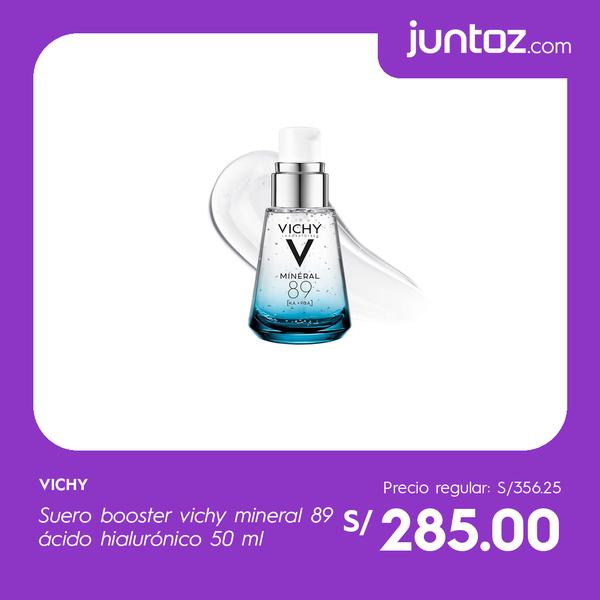 juntoz.com
VICHY
V
MINÉRAL
89
VICHY
Precio regular: S/356.25
Suero booster vichy mineral 89
ácido hialurónico 50 ml
S/ 285.00